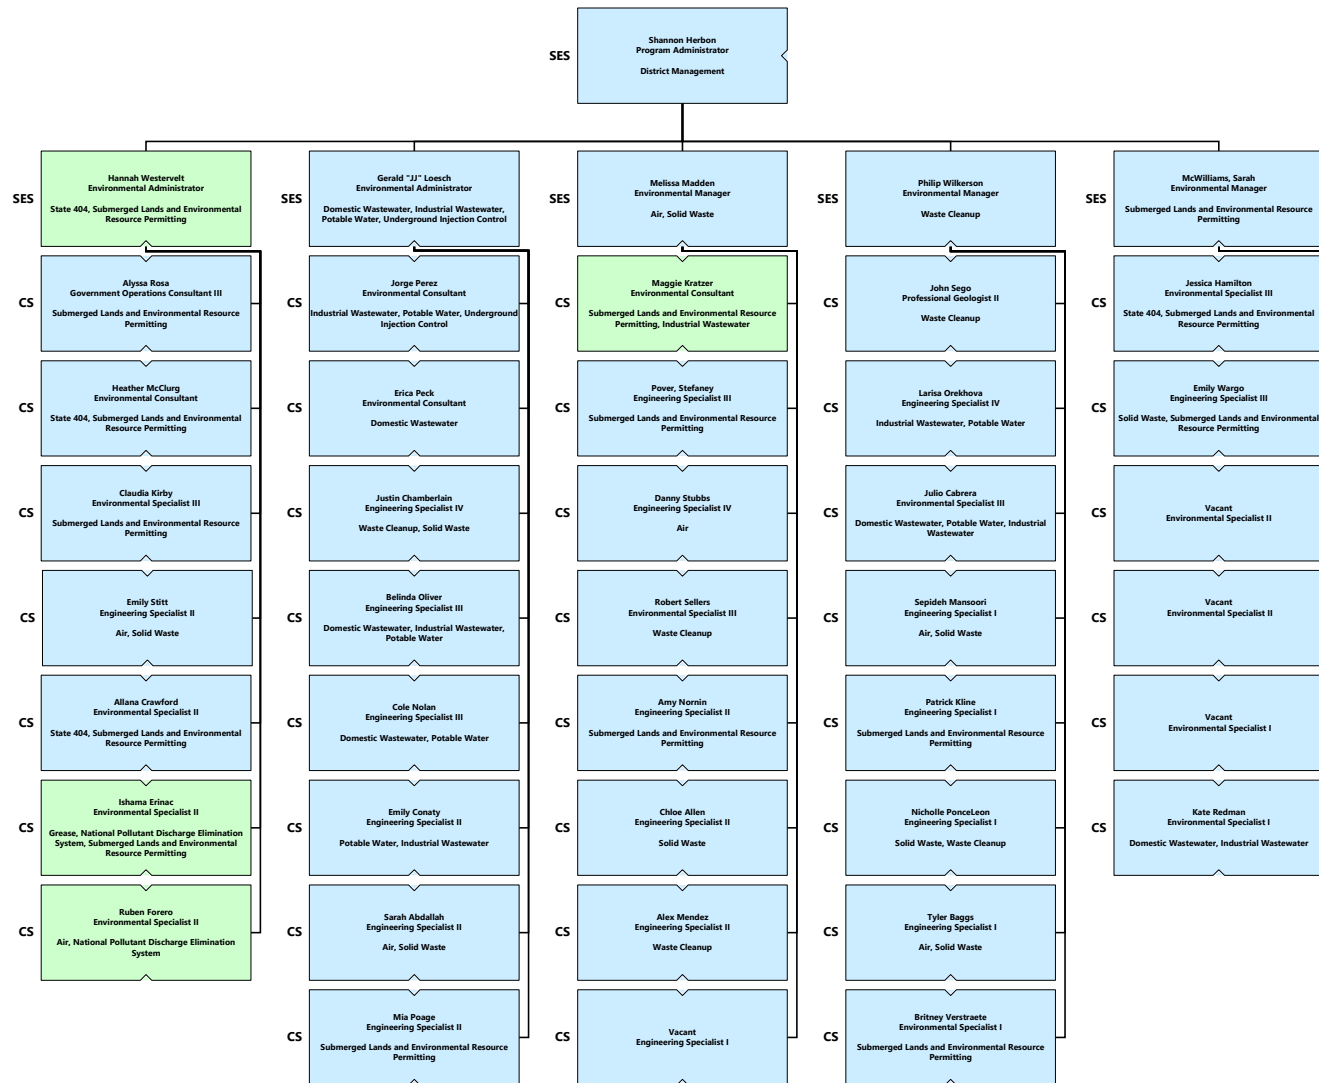 SES
Shannon Herbon
Program Administrator
District Management
SES
Hannah Westervelt
Environmental Administrator
State 404, Submerged Lands and Environmental
Resource Permitting
CS
Alyssa Rosa
Government Operations Consultant III
Submerged Lands and Environmental Resource
Permitting
CS
Heather McClurg
Environmental Consultant
State 404, Submerged Lands and Environmental
Resource Permitting
CS
Claudia Kirby
Environmental Specialist III
Submerged Lands and Environmental Resource
Permitting
CS
Emily Stitt
Engineering Specialist II
Air, Solid Waste
CS
Allana Crawford
Environmental Specialist II
State 404, Submerged Lands and Environmental
Resource Permitting
CS
Ishama Erinac
Environmental Specialist II
Grease, National Pollutant Discharge Elimination
System, Submerged Lands and Environmental
Resource Permitting
CS
Ruben Forero
Environmental Specialist II
Air, National Pollutant Discharge Elimination
System
SES
Gerald "JJ" Loesch
Environmental Administrator
Domestic Wastewater, Industrial Wastewater,
Potable Water, Underground Injection Control
CS
Jorge Perez
Environmental Consultant
Industrial Wastewater, Potable Water, Underground
Injection Control
CS
Erica Peck
Environmental Consultant
Domestic Wastewater
CS
Justin Chamberlain
Engineering Specialist IV
Waste Cleanup, Solid Waste
CS
Belinda Oliver
Engineering Specialist III
Domestic Wastewater, Industrial Wastewater,
Potable Water
CS
Cole Nolan
Engineering Specialist III
Domestic Wastewater, Potable Water
CS
Emily Conaty
Engineering Specialist II
Potable Water, Industrial Wastewater
CS
Sarah Abdallah
Engineering Specialist II
Air, Solid Waste
CS
Mia Poage
Engineering Specialist II
Submerged Lands and Environmental Resource
Permitting
SES
Melissa Madden
Environmental Manager
Air, Solid Waste
CS
Maggie Kratzer
Environmental Consultant
Submerged Lands and Environmental Resource
Permitting, Industrial Wastewater
CS
Pover, Stefaney
Engineering Specialist III
Submerged Lands and Environmental Resource
Permitting
CS
Danny Stubbs
Engineering Specialist IV
Air
CS
Robert Sellers
Environmental Specialist III
Waste Cleanup
CS
Amy Nornin
Engineering Specialist II
Submerged Lands and Environmental Resource
Permitting
CS
Chloe Allen
Engineering Specialist II
Solid Waste
CS
Alex Mendez
Engineering Specialist II
Waste Cleanup
CS
Vacant
Engineering Specialist I
SES
Philip Wilkerson
Environmental Manager
Waste Cleanup
CS
John Sego
Professional Geologist II
Waste Cleanup
CS
Larisa Orekhova
Engineering Specialist IV
Industrial Wastewater, Potable Water
CS
Julio Cabrera
Environmental Specialist III
Domestic Wastewater, Potable Water, Industrial
Wastewater
CS
Sepideh Mansoori
Engineering Specialist I
Air, Solid Waste
CS
Patrick Kline
Engineering Specialist I
Submerged Lands and Environmental Resource
Permitting
CS
Nicholle PonceLeon
Engineering Specialist I
Solid Waste, Waste Cleanup
CS
Tyler Baggs
Engineering Specialist I
Air, Solid Waste
CS
Britney Verstraete
Environmental Specialist I
Submerged Lands and Environmental Resource
Permitting
SES
McWilliams, Sarah
Environmental Manager
Submerged Lands and Environmental Resource
Permitting
CS
Jessica Hamilton
Environmental Specialist III
State 404, Submerged Lands and Environmental
Resource Permitting
CS
Emily Wargo
Engineering Specialist III
Solid Waste, Submerged Lands and Environmental
Resource Permitting
CS
Vacant
Environmental Specialist II
CS
Vacant
Environmental Specialist II
CS
Vacant
Environmental Specialist I
CS
Kate Redman
Environmental Specialist I
Domestic Wastewater, Industrial Wastewater